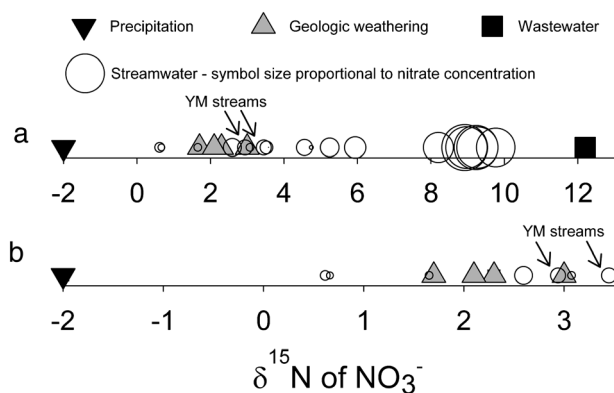 Precipitation Geologic weathering Wastewater
Streamwater - symbol size proportional to nitrate concentration
YM streams
a
-2 0 2 4 6 8 10 12
YM streams
b
-2 -1 0 1 2 3
δ¹⁵N of NO₃⁻